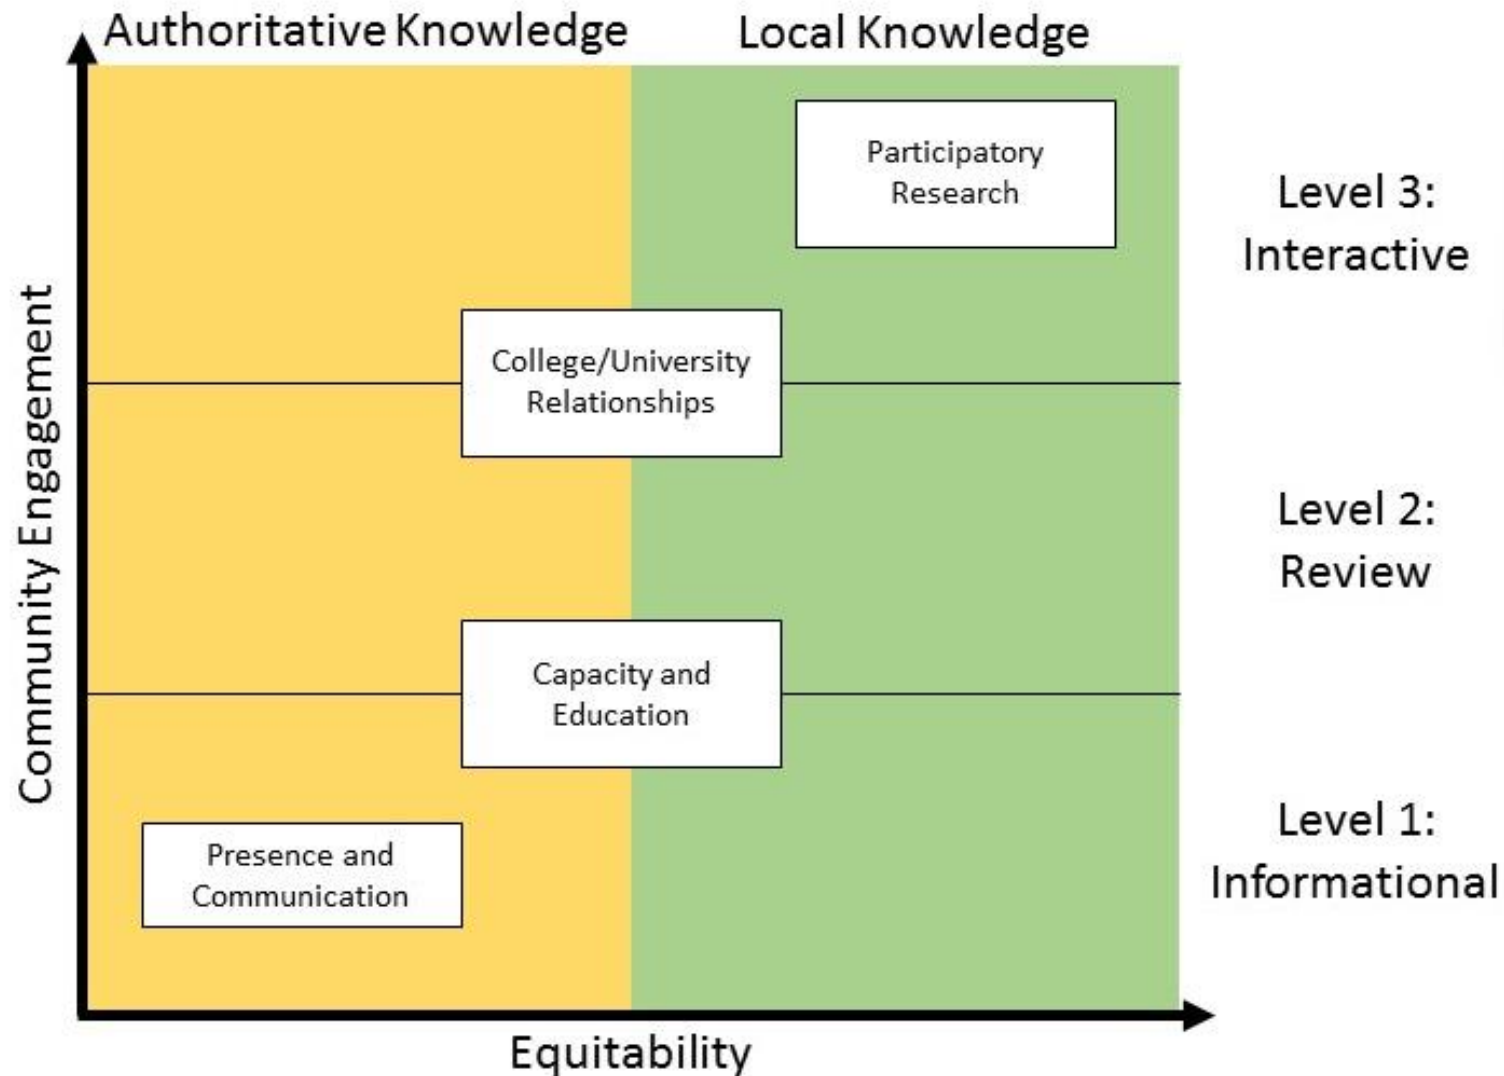 Authoritative Knowledge
Local Knowledge
Participatory
Research
Level 3:
Interactive
College/University
Relationships
Community Engagement
Level 2:
Review
Capacity and
Education
Level 1:
Informational
Presence and
Communication
Equitability